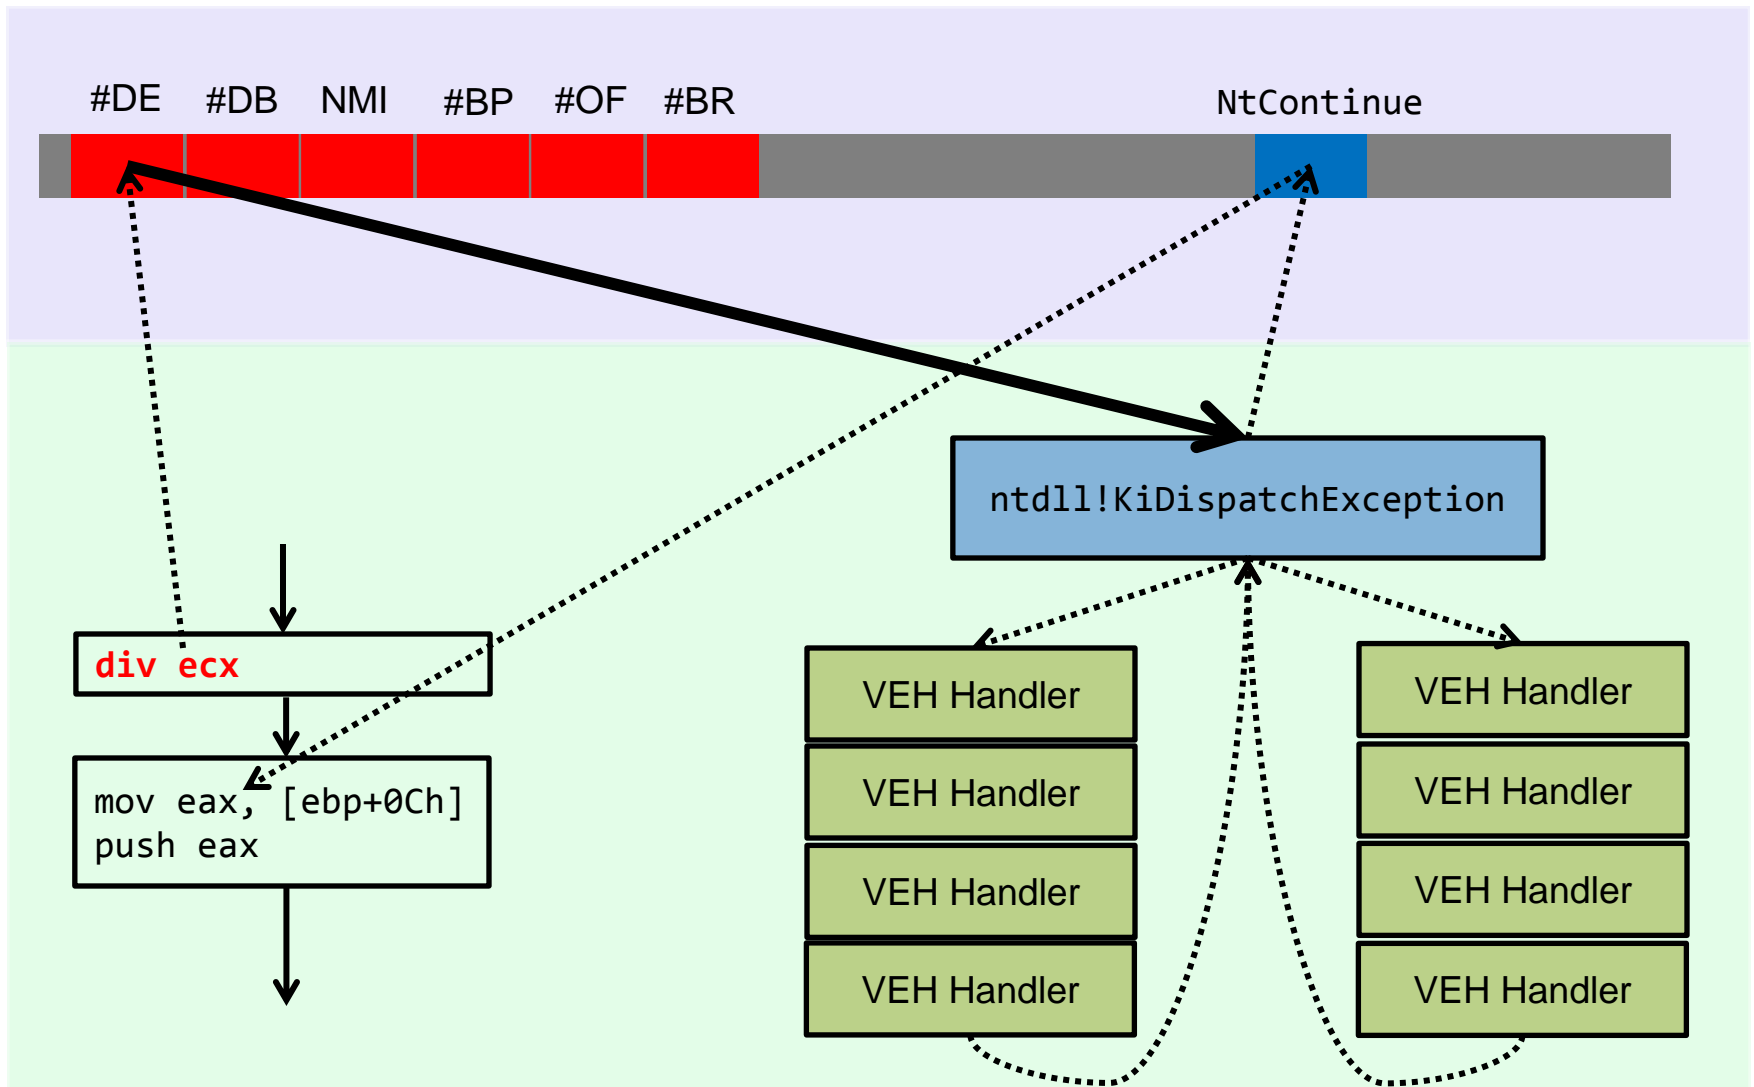 #DE #DB NMI #BP #OF #BR NtContinue
ntdll!KiDispatchException
div ecx
mov eax, [ebp+0Ch]
push eax
VEH Handler
VEH Handler
VEH Handler
VEH Handler
VEH Handler
VEH Handler
VEH Handler
VEH Handler